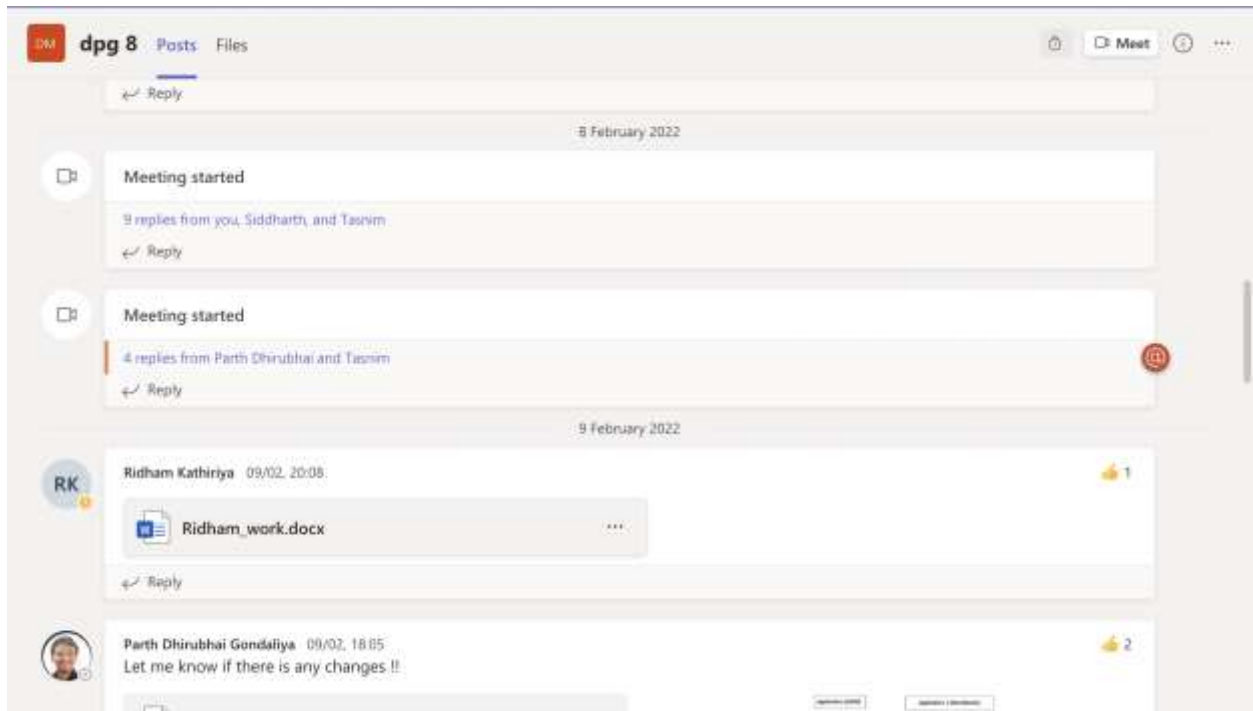 DM dpg 8 Posts Files Meet
Reply
8 February 2022
Meeting started
9 replies from you, Siddharth, and Tasnim
Reply
Meeting started
4 replies from Parth Dhirubhai and Tasnim
Reply
9 February 2022
RK Ridham Kathiriya 09/02, 20:08 1
Ridham_work.docx
Reply
Parth Dhirubhai Gondaliya 09/02, 18:05 2
Let me know if there is any changes !!